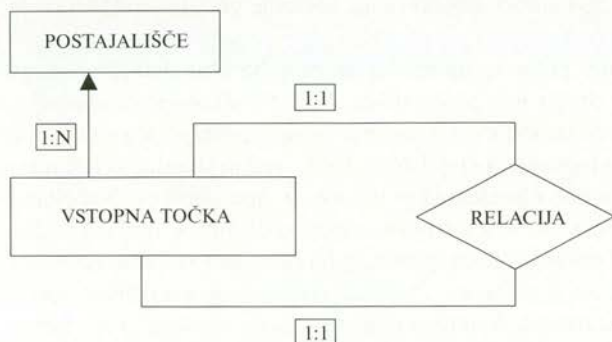 POSTAJALIŠČE
1:1
1:N
VSTOPNA TOČKA
RELACIJA
1:1